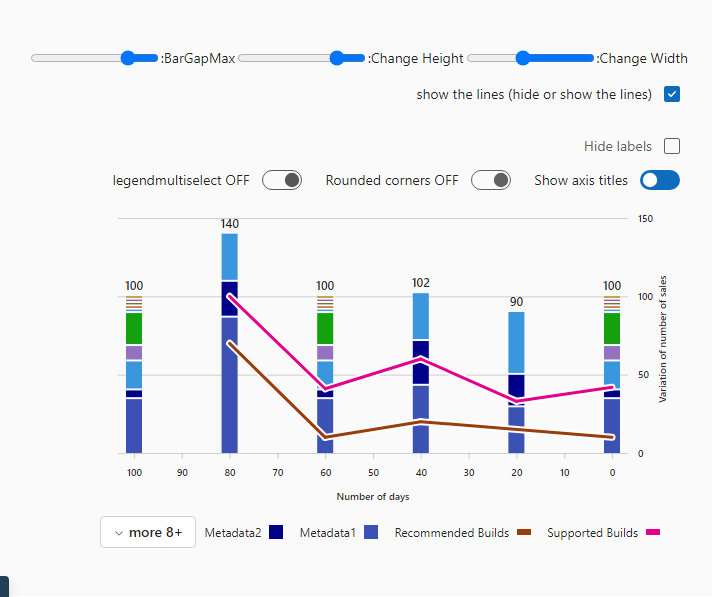 :BarGapMax :Change Height :Change Width
show the lines (hide or show the lines)
Hide labels
legendmultiselect OFF Rounded corners OFF Show axis titles
150
140
100 100 102 90 100
100
50
0
Variation of number of sales
100 90 80 70 60 50 40 30 20 10 0
Number of days
more 8+ Metadata2 Metadata1 Recommended Builds Supported Builds